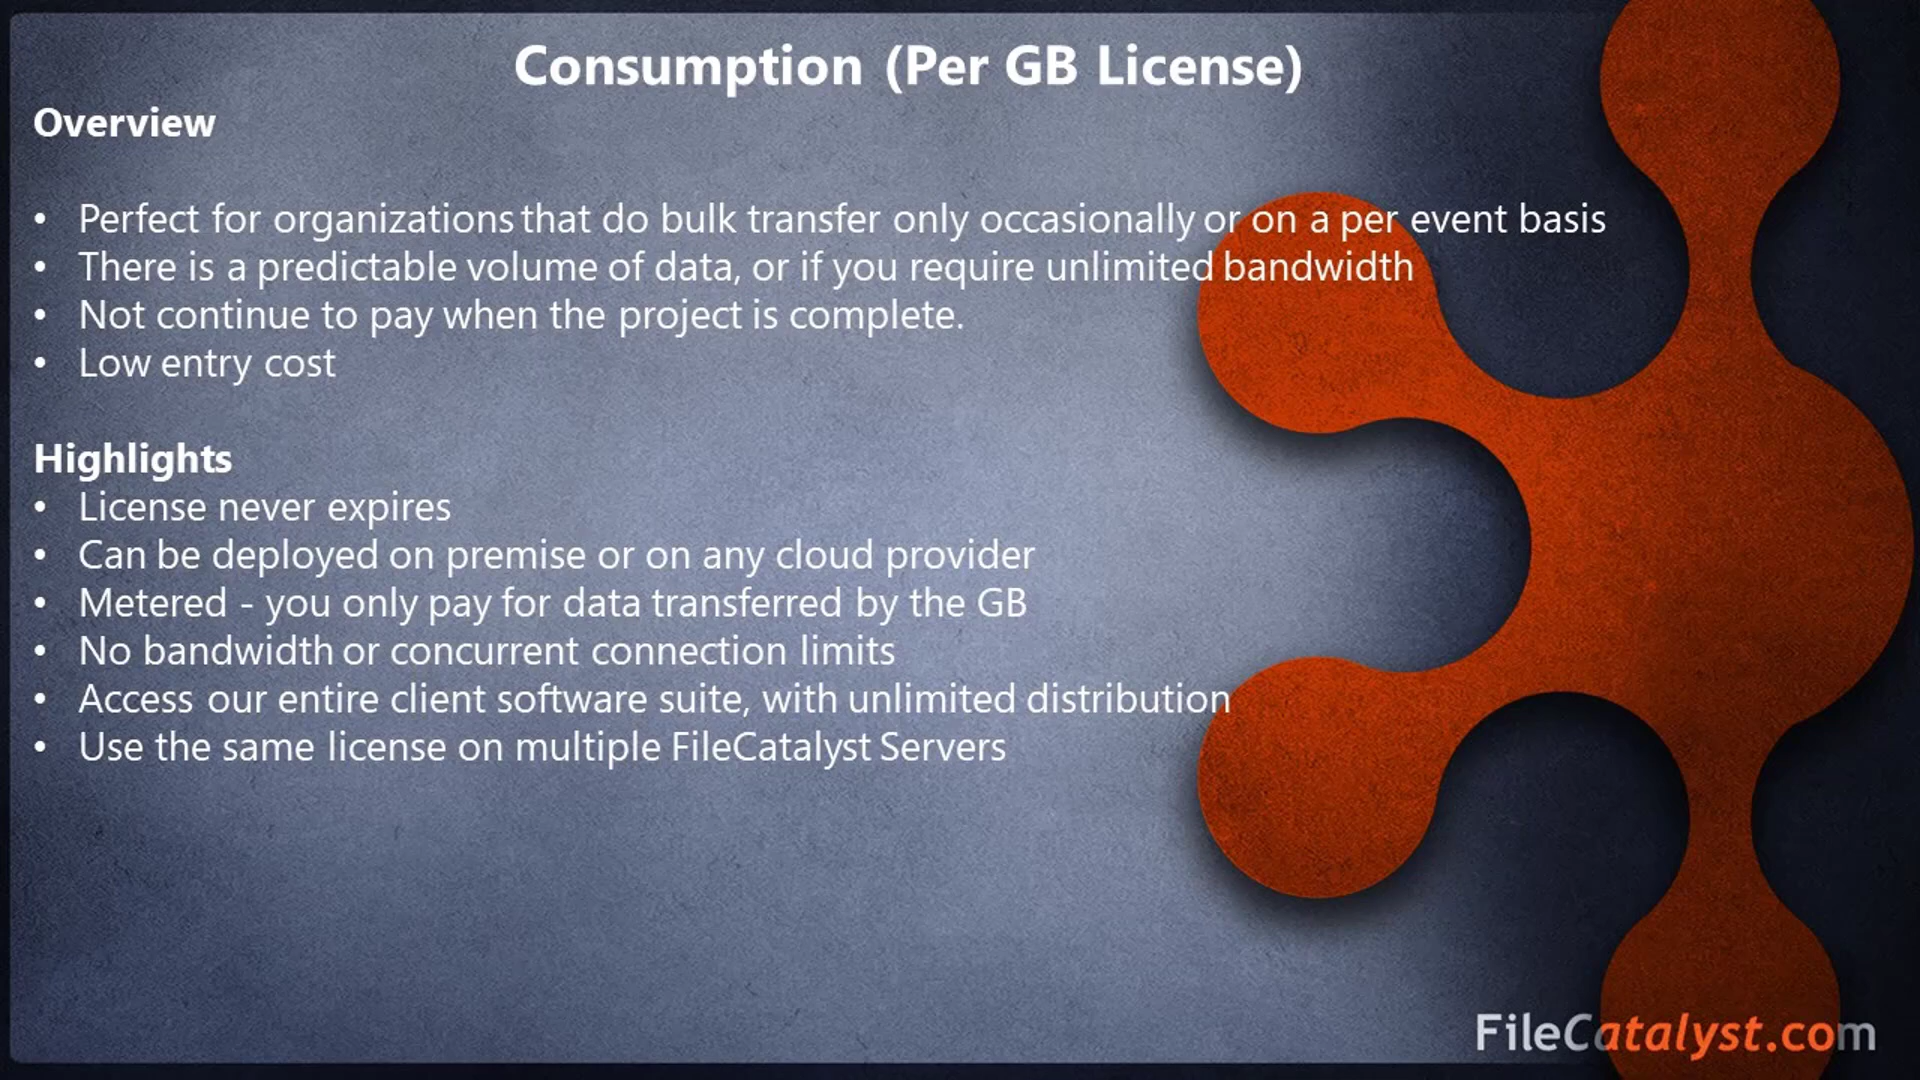 Consumption (Per GB License)
Overview
• Perfect for organizations that do bulk transfer only occasionally or on a per event basis
• There is a predictable volume of data, or if you require unlimited bandwidth
• Not continue to pay when the project is complete.
• Low entry cost
Highlights
• License never expires
• Can be deployed on premise or on any cloud provider
• Metered - you only pay for data transferred by the GB
• No bandwidth or concurrent connection limits
• Access our entire client software suite, with unlimited distribution
• Use the same license on multiple FileCatalyst Servers
FileCatalyst.com